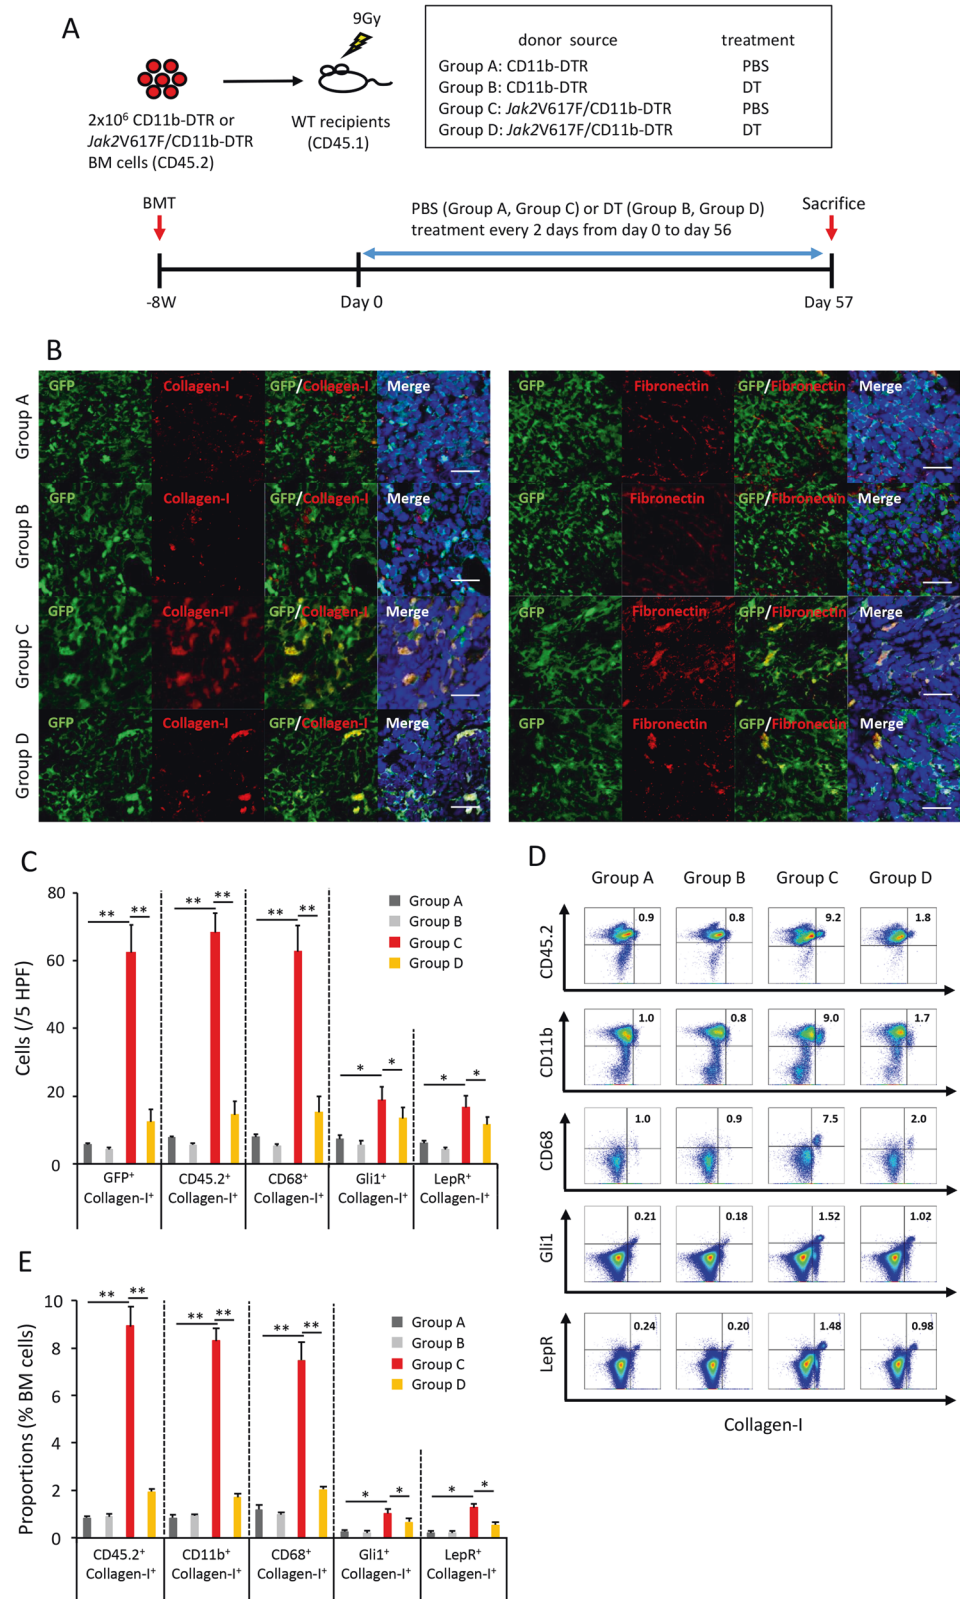 A
9Gy
2x10⁶ CD11b-DTR or
Jak2V617F/CD11b-DTR
BM cells (CD45.2)
WT recipients
(CD45.1)
donor source treatment
Group A: CD11b-DTR PBS
Group B: CD11b-DTR DT
Group C: Jak2V617F/CD11b-DTR PBS
Group D: Jak2V617F/CD11b-DTR DT
BMT
PBS (Group A, Group C) or DT (Group B, Group D)
treatment every 2 days from day 0 to day 56
Sacrifice
-8W Day 0 Day 57
B
Group A
GFP Collagen-I GFP/Collagen-I Merge GFP Fibronectin GFP/Fibronectin Merge
Group B
GFP Collagen-I GFP/Collagen-I Merge GFP Fibronectin GFP/Fibronectin Merge
Group C
GFP Collagen-I GFP/Collagen-I Merge GFP Fibronectin GFP/Fibronectin Merge
Group D
GFP Collagen-I GFP/Collagen-I Merge GFP Fibronectin GFP/Fibronectin Merge
C
Cells (/5 HPF)
80
60
40
20
0
** ** ** ** ** ** * * * *
Group A
Group B
Group C
Group D
GFP⁺ CD45.2⁺ CD68⁺ Gli1⁺ LepR⁺
Collagen-I⁺ Collagen-I⁺ Collagen-I⁺ Collagen-I⁺ Collagen-I⁺
D
Group A Group B Group C Group D
CD45.2
0.9 0.8 9.2 1.8
CD11b
1.0 0.8 9.0 1.7
CD68
1.0 0.9 7.5 2.0
Gli1
0.21 0.18 1.52 1.02
LepR
0.24 0.20 1.48 0.98
Collagen-I
E
Proportions (% BM cells)
10
8
6
4
2
0
** ** ** ** ** ** * * * *
Group A
Group B
Group C
Group D
CD45.2⁺ CD11b⁺ CD68⁺ Gli1⁺ LepR⁺
Collagen-I⁺ Collagen-I⁺ Collagen-I⁺ Collagen-I⁺ Collagen-I⁺